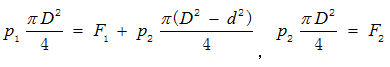 p₁ πD²/4 = F₁ + p₂ π(D² − d²)/4 , p₂ πD²/4 = F₂